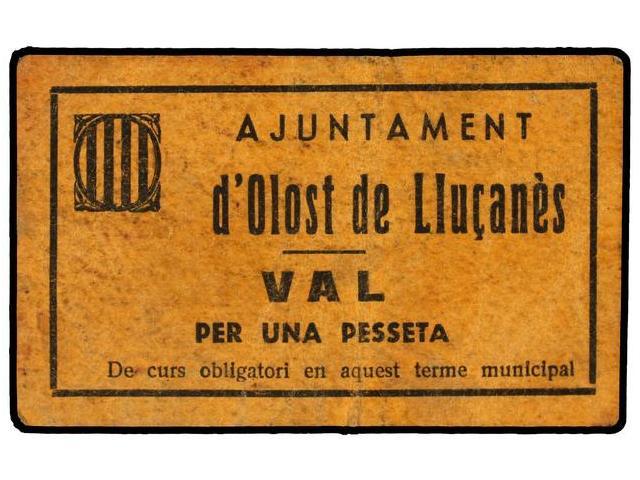 AJUNTAMENT
d'Olost de Lluçanès
VAL
PER UNA PESSETA
De curs obligatori en aquest terme municipal